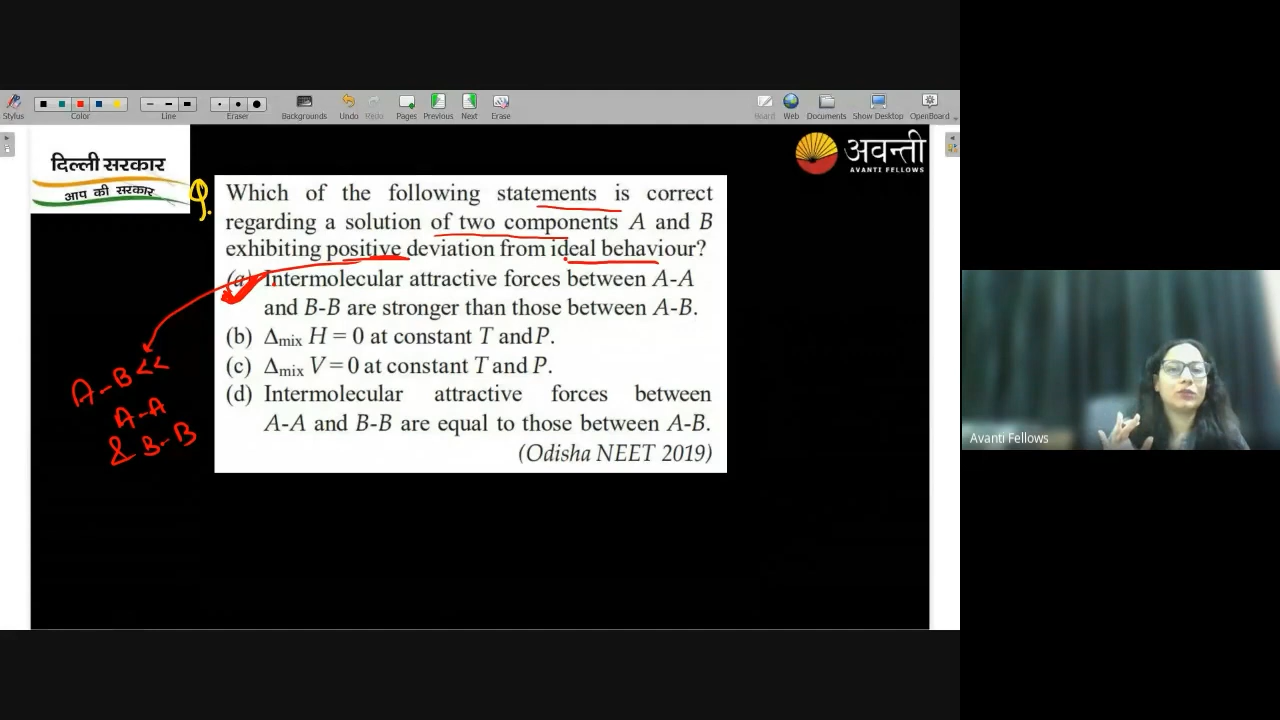 Stylus
Color
Line
Eraser
Backgrounds
Undo
Redo
Pages
Previous
Next
Erase
Board
Web
Documents
Show Desktop
OpenBoard
दिल्ली सरकार
आप की सरकार
अवन्ती
AVANTI FELLOWS
Q.
Which of the following statements is correct
regarding a solution of two components A and B
exhibiting positive deviation from ideal behaviour?
(a) Intermolecular attractive forces between A-A
and B-B are stronger than those between A-B.
(b) Δmix H = 0 at constant T and P.
(c) Δmix V = 0 at constant T and P.
(d) Intermolecular attractive forces between
A-A and B-B are equal to those between A-B.
(Odisha NEET 2019)
A-B <<
A-A
& B-B
Avanti Fellows